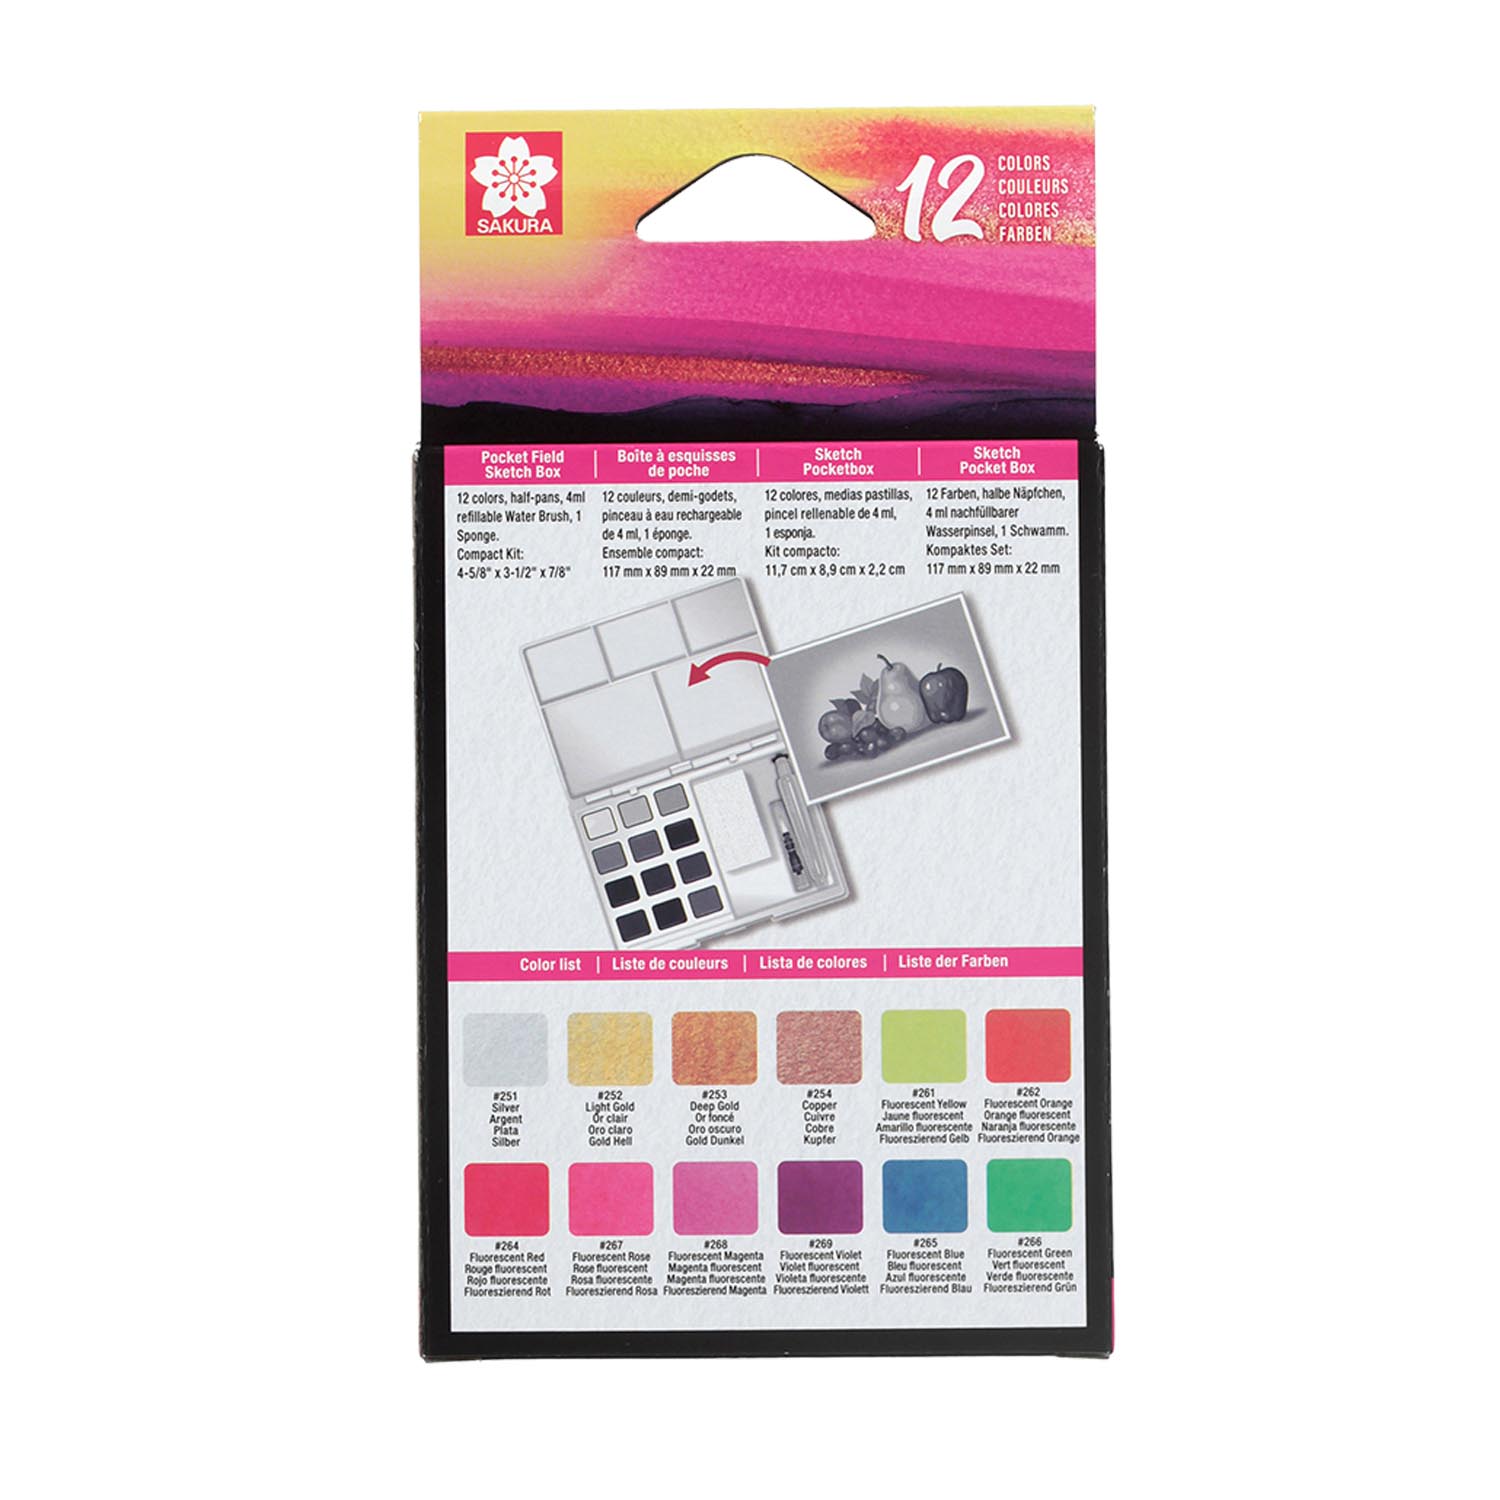 SAKURA
12
COLORS
COULEURS
COLORES
FARBEN
Pocket Field
Sketch Box
12 colors, half-pans, 4ml
refillable Water Brush, 1
Sponge.
Compact Kit:
4-5/8" x 3-1/2" x 7/8"
Boîte à esquisses
de poche
12 couleurs, demi-godets,
pinceau à eau rechargeable
de 4 ml, 1 éponge.
Ensemble compact:
117 mm x 89 mm x 22 mm
Sketch
Pocketbox
12 colores, medias pastillas,
pincel rellenable de 4 ml,
1 esponja.
Kit compacto:
11,7 cm x 8,9 cm x 2,2 cm
Sketch
Pocket Box
12 Farben, halbe Näpfchen,
4 ml nachfüllbarer
Wasserpinsel, 1 Schwamm.
Kompaktes Set:
117 mm x 89 mm x 22 mm
Color list | Liste de couleurs | Lista de colores | Liste der Farben
#251
Silver
Argent
Plata
Silber
#252
Light Gold
Or clair
Oro claro
Gold Hell
#253
Deep Gold
Or foncé
Oro oscuro
Gold Dunkel
#254
Copper
Cuivre
Cobre
Kupfer
#261
Fluorescent Yellow
Jaune fluorescent
Amarillo fluorescente
Fluoreszierend Gelb
#262
Fluorescent Orange
Orange fluorescent
Naranja fluorescente
Fluoreszierend Orange
#264
Fluorescent Red
Rouge fluorescent
Rojo fluorescente
Fluoreszierend Rot
#267
Fluorescent Rose
Rose fluorescent
Rosa fluorescente
Fluoreszierend Rosa
#268
Fluorescent Magenta
Magenta fluorescent
Magenta fluorescente
Fluoreszierend Magenta
#269
Fluorescent Violet
Violet fluorescent
Violeta fluorescente
Fluoreszierend Violett
#265
Fluorescent Blue
Bleu fluorescent
Azul fluorescente
Fluoreszierend Blau
#266
Fluorescent Green
Vert fluorescent
Verde fluorescente
Fluoreszierend Grün